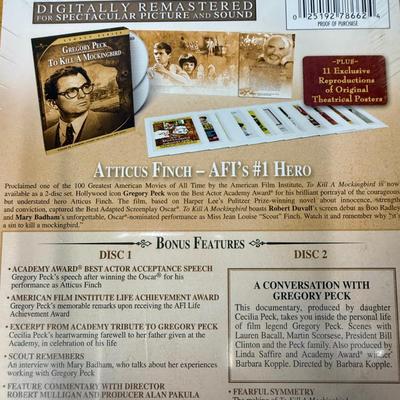 DIGITALLY REMASTERED
FOR SPECTACULAR PICTURE AND SOUND
0 25192 78662 4
PROOF OF PURCHASE
GREGORY PECK
TO KILL A MOCKINGBIRD
PLUS
11 Exclusive
Reproductions of
Original
Theatrical Posters
ATTICUS FINCH – AFI's #1 HERO
Proclaimed one of the 100 Greatest American Movies of All Time by the American Film Institute, To Kill A Mockingbird is now
available as a 2-disc set. Hollywood icon Gregory Peck won the Best Actor Academy Award® for his brilliant portrayal of the courageous
but understated hero Atticus Finch. The film, based on Harper Lee's Pulitzer Prize-winning novel about innocence, strength
and conviction, captured the Best Adapted Screenplay Oscar®. To Kill A Mockingbird boasts Robert Duvall's screen debut as Boo Radley
and Mary Badham's unforgettable, Oscar®-nominated performance as Miss Jean Louise "Scout" Finch. Watch it and remember why "it's
a sin to kill a mockingbird."
BONUS FEATURES
DISC 1
• ACADEMY AWARD® BEST ACTOR ACCEPTANCE SPEECH
Gregory Peck's speech after winning the Oscar® for his
performance as Atticus Finch
• AMERICAN FILM INSTITUTE LIFE ACHIEVEMENT AWARD
Gregory Peck's memorable remarks upon receiving the AFI Life
Achievement Award
• EXCERPT FROM ACADEMY TRIBUTE TO GREGORY PECK
Cecilia Peck's heartwarming farewell to her father given at the
Academy, in celebration of his life
• SCOUT REMEMBERS
An interview with Mary Badham, who talks about her experiences
working with Gregory Peck
• FEATURE COMMENTARY WITH DIRECTOR
ROBERT MULLIGAN AND PRODUCER ALAN PAKULA
DISC 2
A CONVERSATION WITH
GREGORY PECK
This documentary, produced by daughter
Cecilia Peck, takes you inside the personal
life of film legend Gregory Peck. Scenes with
Lauren Bacall, Martin Scorsese, President Bill
Clinton and the Peck family. Also produced by
Linda Saffire and Academy Award® winner
Barbara Kopple. Directed by Barbara Kopple.
• FEARFUL SYMMETRY